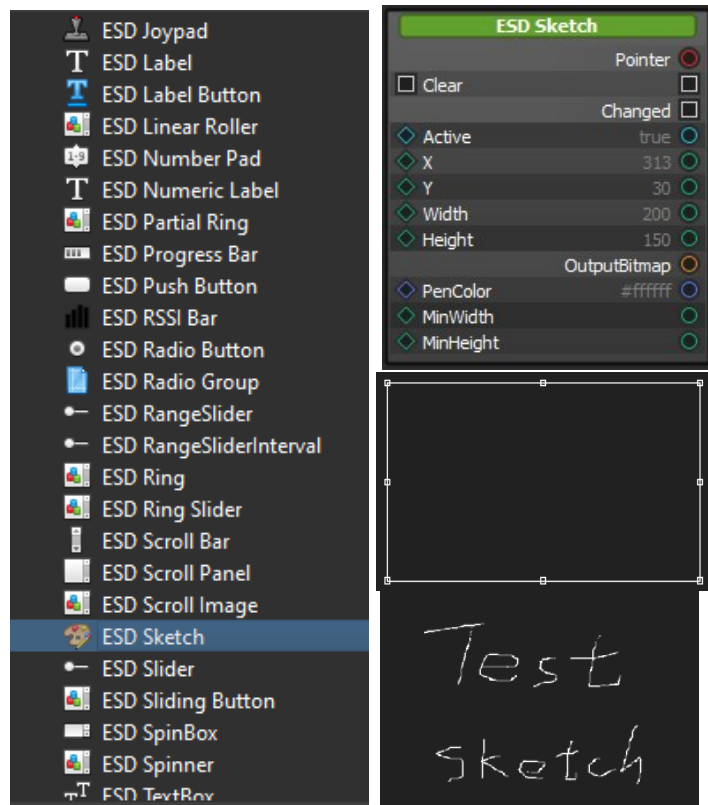 ESD Joypad
ESD Label
ESD Label Button
ESD Linear Roller
1-9 ESD Number Pad
ESD Numeric Label
ESD Partial Ring
ESD Progress Bar
ESD Push Button
ESD RSSI Bar
ESD Radio Button
ESD Radio Group
ESD RangeSlider
ESD RangeSliderInterval
ESD Ring
ESD Ring Slider
ESD Scroll Bar
ESD Scroll Panel
ESD Scroll Image
ESD Sketch
ESD Slider
ESD Sliding Button
ESD SpinBox
ESD Spinner
ESD TextBox
ESD Sketch
Pointer
Clear
Changed
Active true
X 313
Y 30
Width 200
Height 150
OutputBitmap
PenColor #ffffff
MinWidth
MinHeight
Test
sketch